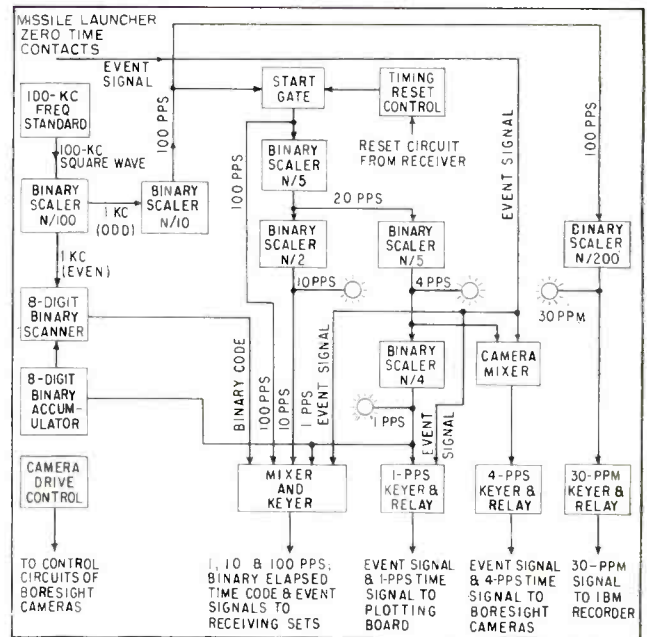 MISSILE LAUNCHER
ZERO TIME
CONTACTS
EVENT
SIGNAL
100-KC
FREQ
STANDARD
100-KC
SQUARE WAVE
100 PPS
START
GATE
TIMING
RESET
CONTROL
RESET CIRCUIT
FROM RECEIVER
EVENT SIGNAL
100 PPS
BINARY
SCALER
N/100
1 KC
(ODD)
BINARY
SCALER
N/10
100 PPS
BINARY
SCALER
N/5
20 PPS
BINARY
SCALER
N/2
BINARY
SCALER
N/5
BINARY
SCALER
N/200
1 KC
(EVEN)
10 PPS
4 PPS
30 PPM
8-DIGIT
BINARY
SCANNER
BINARY CODE
100 PPS
10 PPS
1 PPS
EVENT SIGNAL
BINARY
SCALER
N/4
CAMERA
MIXER
8-DIGIT
BINARY
ACCUM-
ULATOR
1 PPS
EVENT
SIGNAL
CAMERA
DRIVE
CONTROL
MIXER
AND
KEYER
1-PPS
KEYER &
RELAY
4-PPS
KEYER &
RELAY
30-PPM
KEYER &
RELAY
TO CONTROL
CIRCUITS OF
BORESIGHT
CAMERAS
1, 10 & 100 PPS;
BINARY ELAPSED
TIME CODE & EVENT
SIGNALS TO
RECEIVING SETS
EVENT SIGNAL
& 1-PPS TIME
SIGNAL TO
PLOTTING
BOARD
EVENT SIGNAL
& 4-PPS TIME
SIGNAL TO
BORESIGHT
CAMERAS
30-PPM
SIGNAL
TO IBM
RECORDER